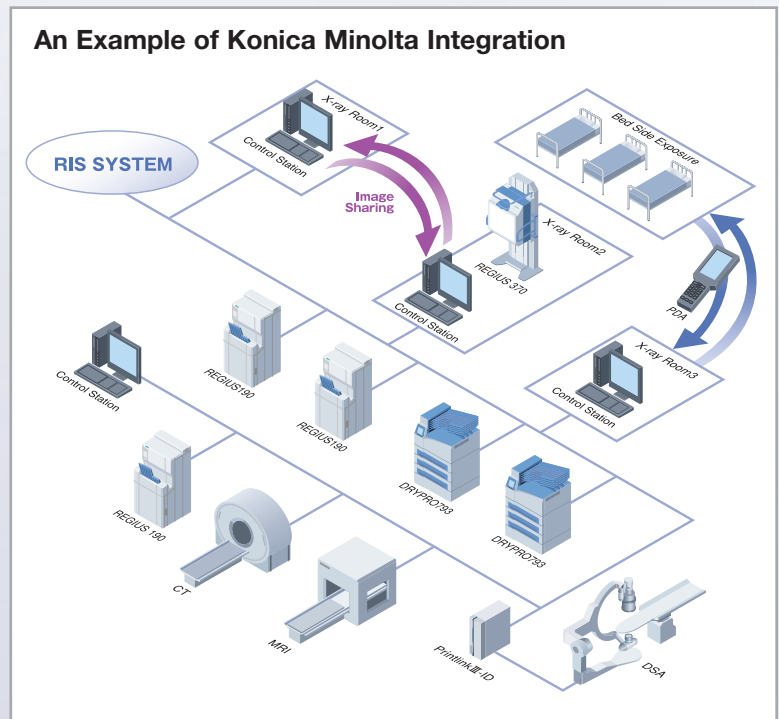 An Example of Konica Minolta Integration
X-ray Room1
Control Station
RIS SYSTEM
Image
Sharing
Bed Side Exposure
X-ray Room2
REGIUS 370
Control Station
PDA
X-ray Room3
Control Station
Control Station
REGIUS190
REGIUS190
DRYPRO793
DRYPRO793
REGIUS 190
CT
MRI
PrintlinkⅢ-ID
DSA